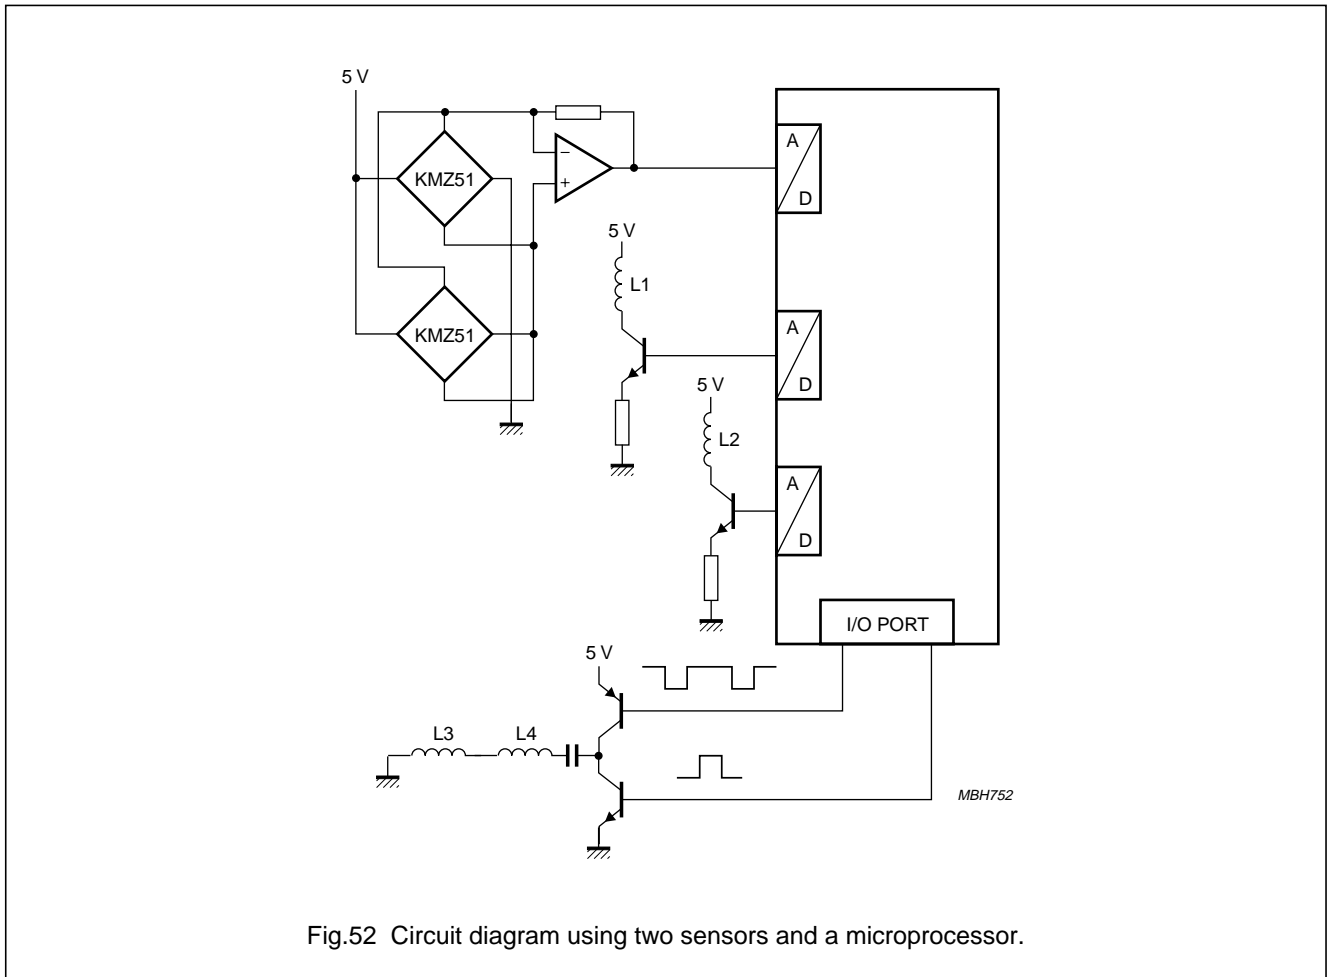 5 V
KMZ51
−
+
A
D
5 V
L1
KMZ51
A
D
5 V
L2
A
D
I/O PORT
5 V
L3
L4
MBH752
Fig.52 Circuit diagram using two sensors and a microprocessor.